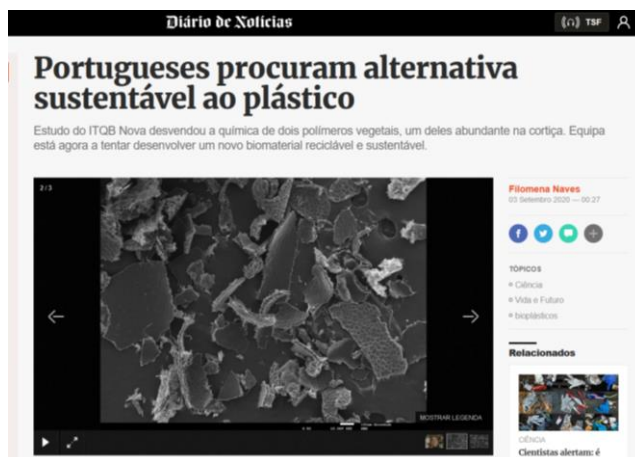 Diário de Notícias
TSF
Portugueses procuram alternativa
sustentável ao plástico
Estudo do ITQB Nova desvendou a química de dois polímeros vegetais, um deles abundante na cortiça. Equipa
está agora a tentar desenvolver um novo biomaterial reciclável e sustentável.
2/3
Filomena Naves
03 Setembro 2020 — 00:27
TÓPICOS
Ciência
Vida e Futuro
bioplásticos
Relacionados
MOSTRAR LEGENDA
CIÊNCIA
Cientistas alertam: é